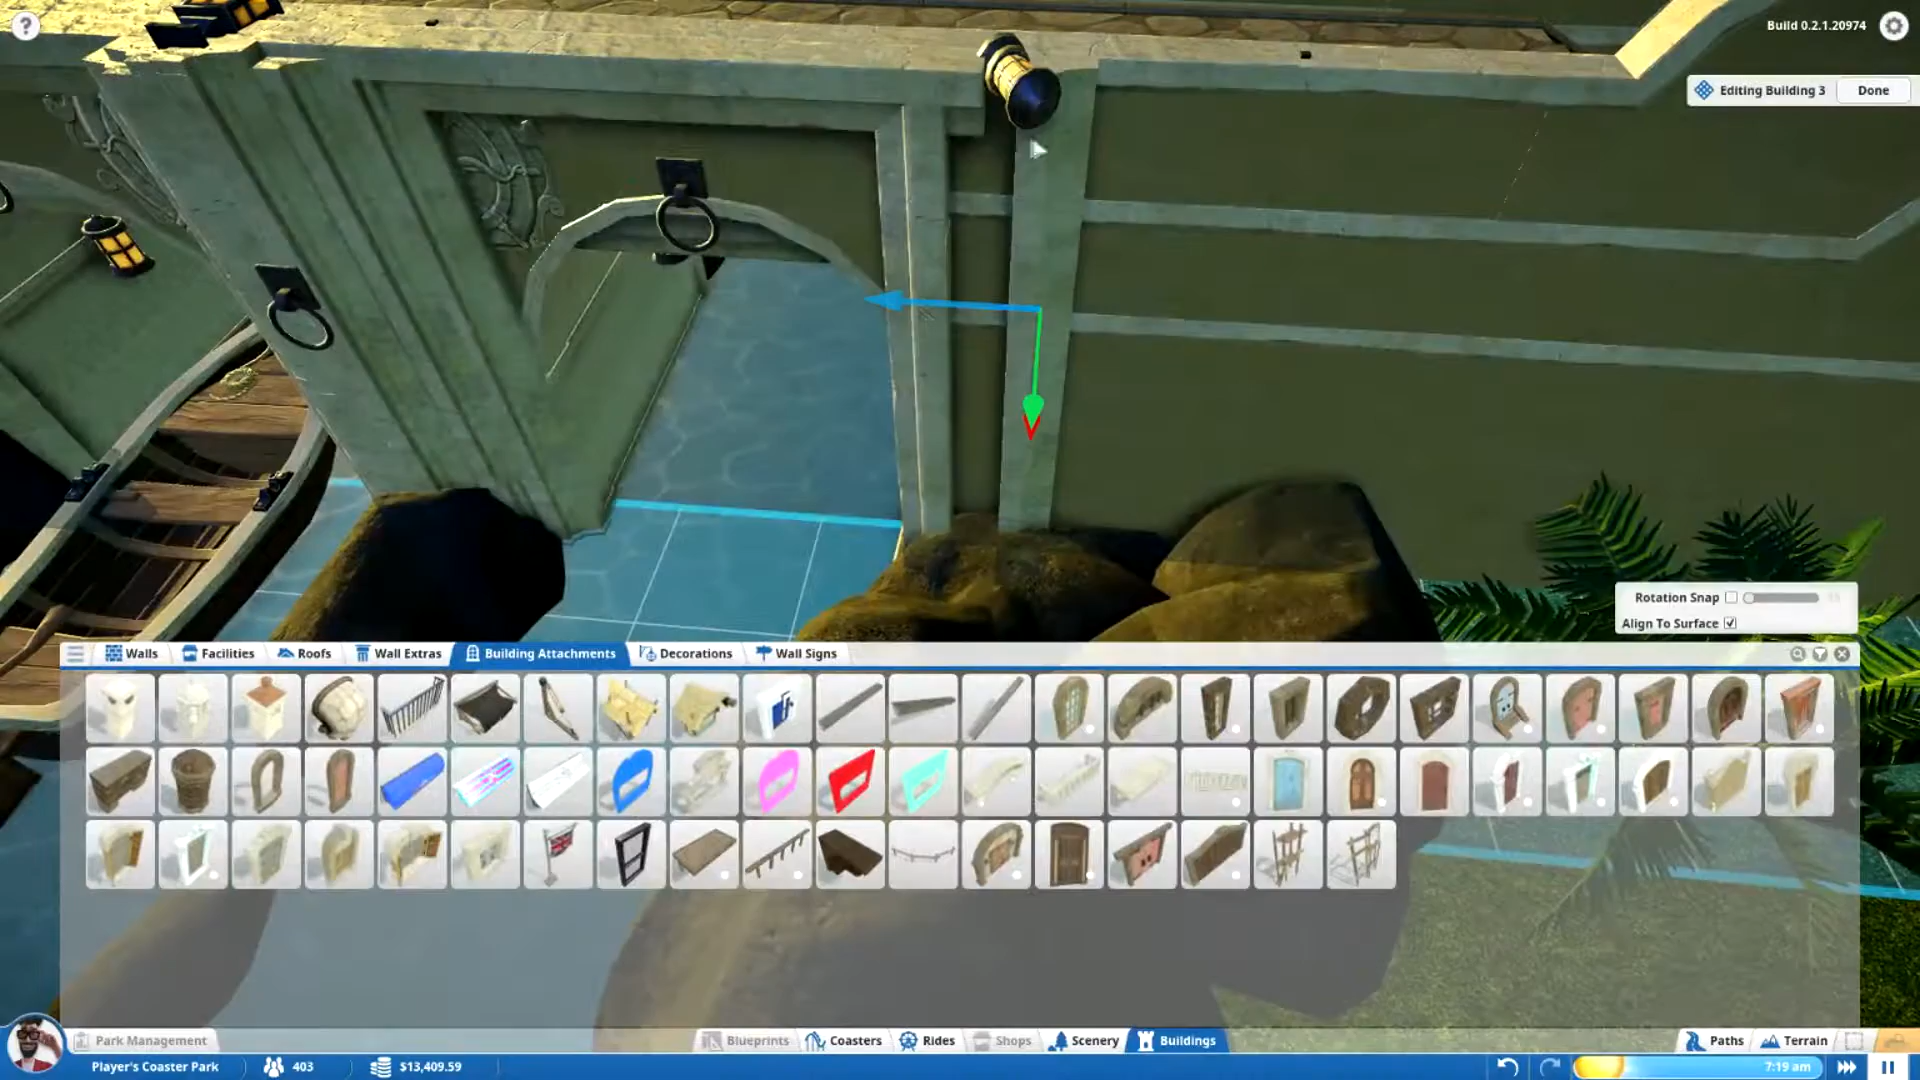 ?
Build 0.2.1.20974
Editing Building 3 Done
Rotation Snap
Align To Surface
Walls Facilities Roofs Wall Extras Building Attachments Decorations Wall Signs
Park Management Blueprints Coasters Rides Shops Scenery Buildings Paths Terrain
Player's Coaster Park 403 $13,409.59 7:19 am